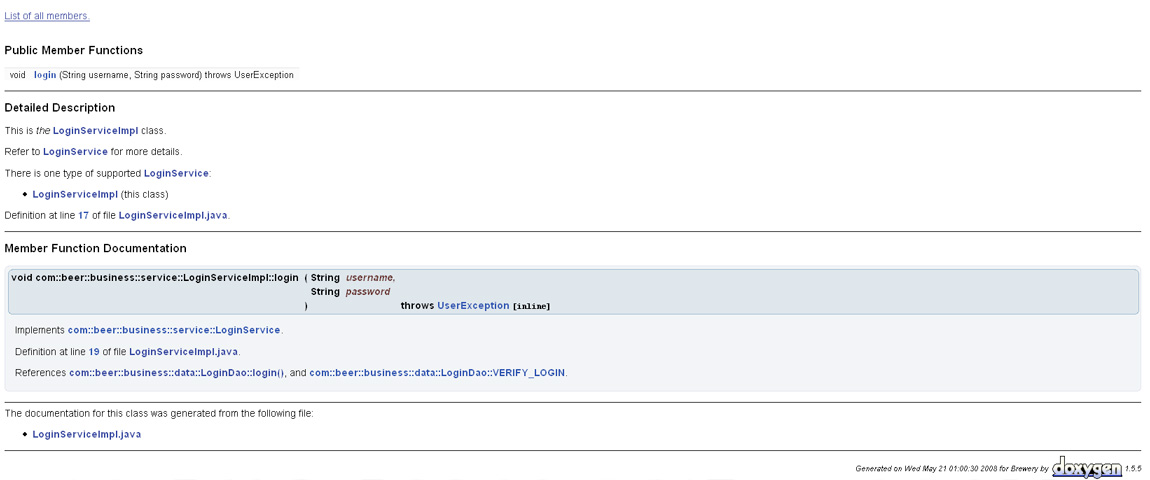 List of all members.
Public Member Functions
void login (String username, String password) throws UserException
Detailed Description
This is the LoginServiceImpl class.
Refer to LoginService for more details.
There is one type of supported LoginService:
LoginServiceImpl (this class)
Definition at line 17 of file LoginServiceImpl.java.
Member Function Documentation
void com::beer::business::service::LoginServiceImpl::login ( String username,
String password
) throws UserException [inline]
Implements com::beer::business::service::LoginService.
Definition at line 19 of file LoginServiceImpl.java.
References com::beer::business::data::LoginDao::login(), and com::beer::business::data::LoginDao::VERIFY_LOGIN.
The documentation for this class was generated from the following file:
LoginServiceImpl.java
Generated on Wed May 21 01:00:30 2008 for Brewery by doxygen 1.5.5